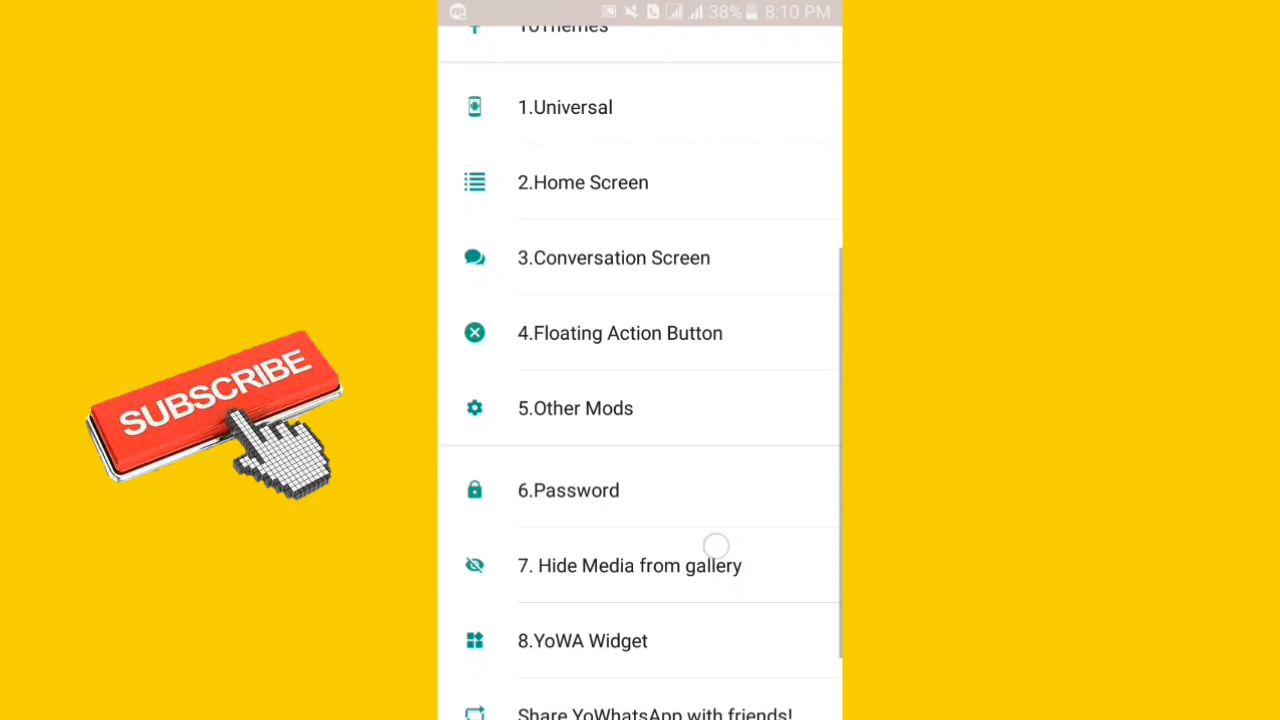 38% 8:10 PM
1.Universal
2.Home Screen
3.Conversation Screen
4.Floating Action Button
5.Other Mods
SUBSCRIBE
6.Password
7. Hide Media from gallery
8.YoWA Widget
Share YoWhatsApp with friends!